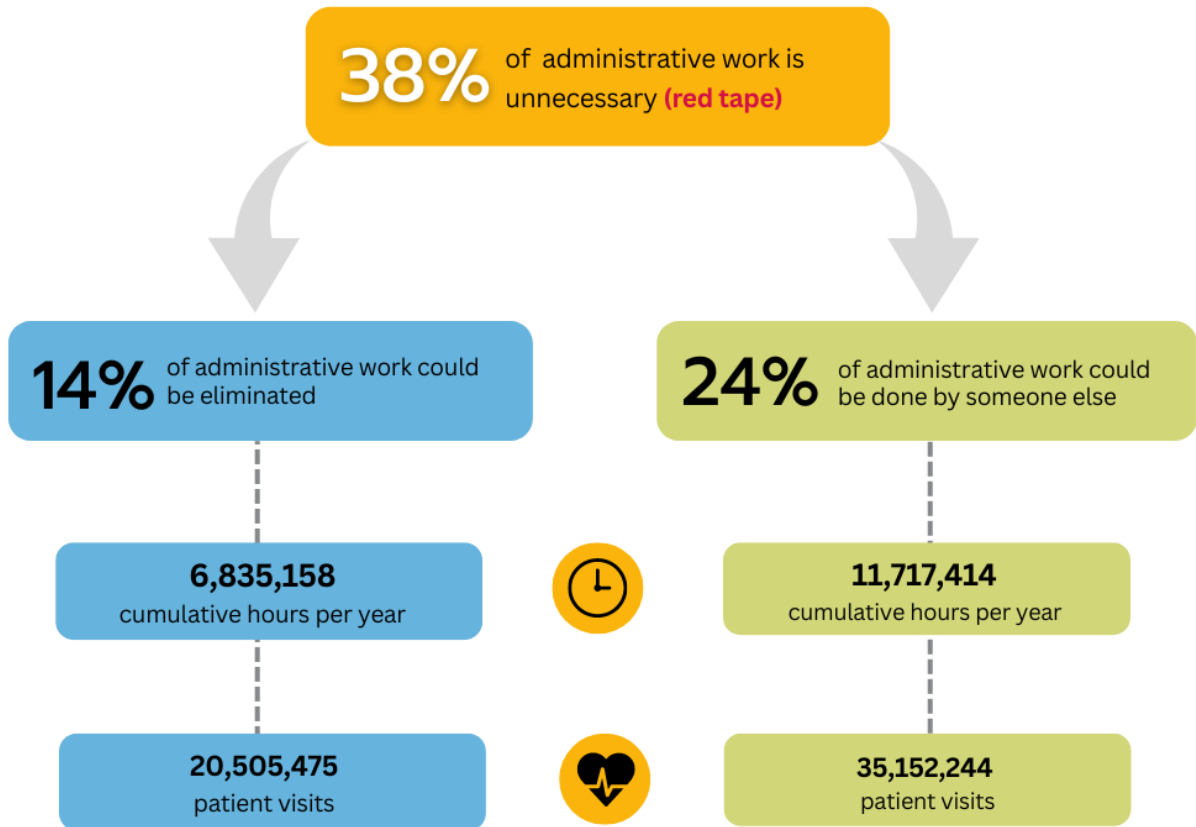 38% of administrative work is
unnecessary (red tape)
14% of administrative work could
be eliminated
24% of administrative work could
be done by someone else
6,835,158
cumulative hours per year
11,717,414
cumulative hours per year
20,505,475
patient visits
35,152,244
patient visits